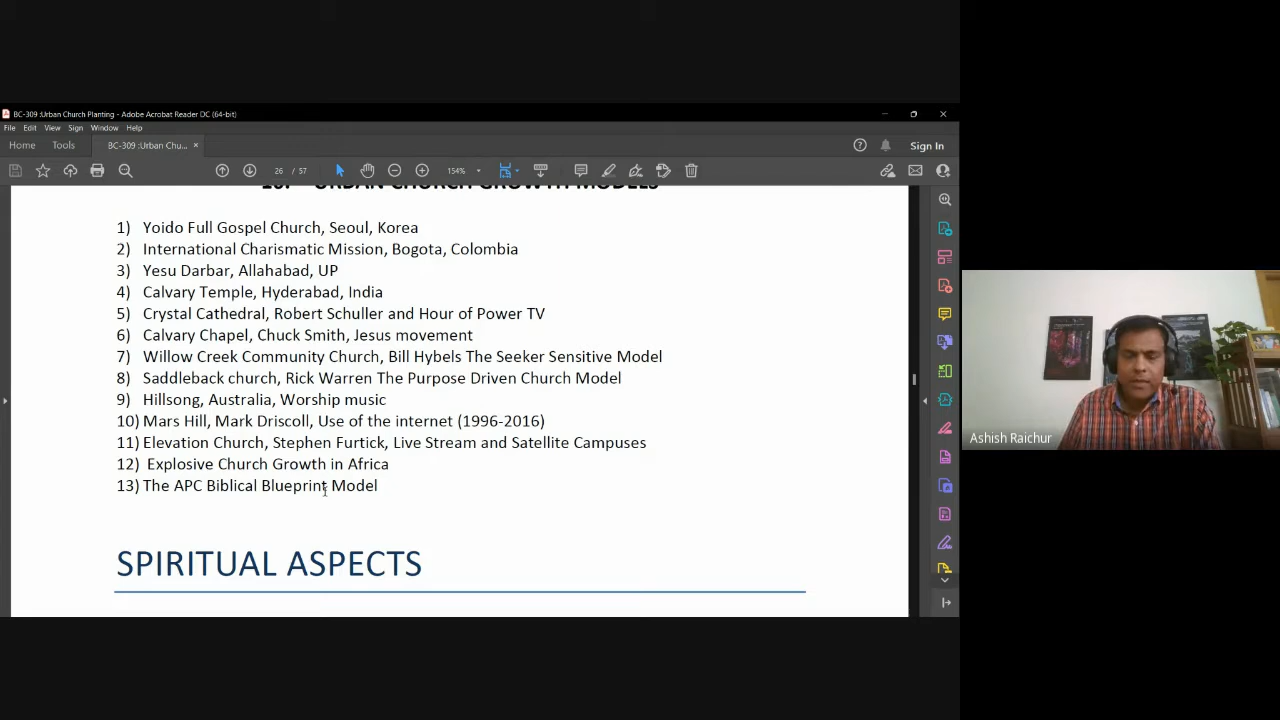 BC-309 :Urban Church Planting - Adobe Acrobat Reader DC (64-bit)
File Edit View Sign Window Help
Home Tools BC-309 :Urban Chu... × Sign In
26 / 57 154%
10. URBAN CHURCH GROWTH MODELS
1) Yoido Full Gospel Church, Seoul, Korea
2) International Charismatic Mission, Bogota, Colombia
3) Yesu Darbar, Allahabad, UP
4) Calvary Temple, Hyderabad, India
5) Crystal Cathedral, Robert Schuller and Hour of Power TV
6) Calvary Chapel, Chuck Smith, Jesus movement
7) Willow Creek Community Church, Bill Hybels The Seeker Sensitive Model
8) Saddleback church, Rick Warren The Purpose Driven Church Model
9) Hillsong, Australia, Worship music
10) Mars Hill, Mark Driscoll, Use of the internet (1996-2016)
11) Elevation Church, Stephen Furtick, Live Stream and Satellite Campuses
12) Explosive Church Growth in Africa
13) The APC Biblical Blueprint Model
SPIRITUAL ASPECTS
Ashish Raichur